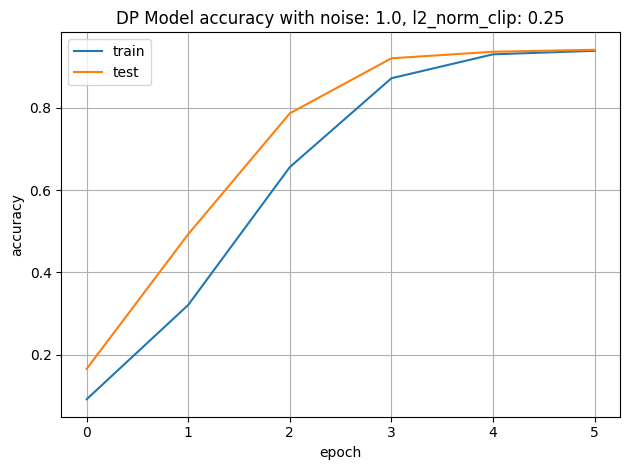 DP Model accuracy with noise: 1.0, l2_norm_clip: 0.25
train
test
accuracy
0.8
0.6
0.4
0.2
0 1 2 3 4 5
epoch